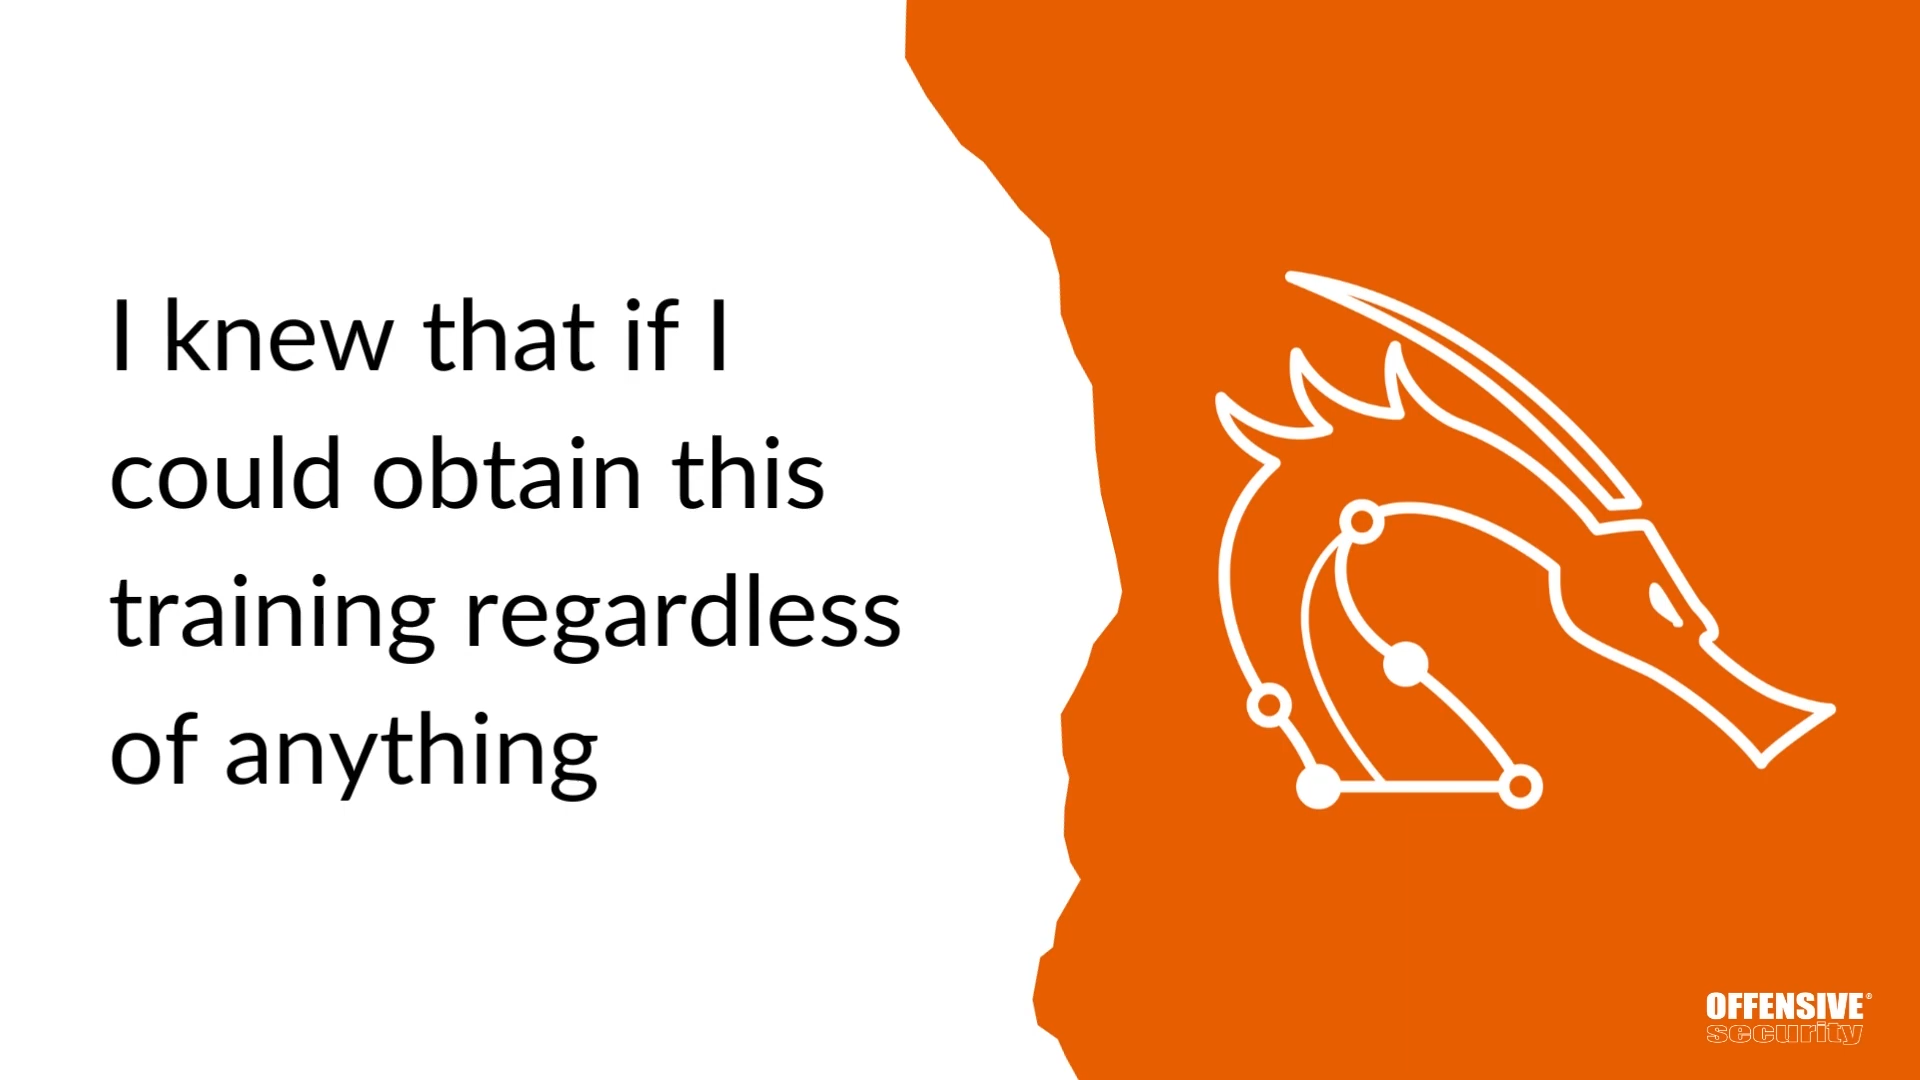 I knew that if I
could obtain this
training regardless
of anything
OFFENSIVE®
security